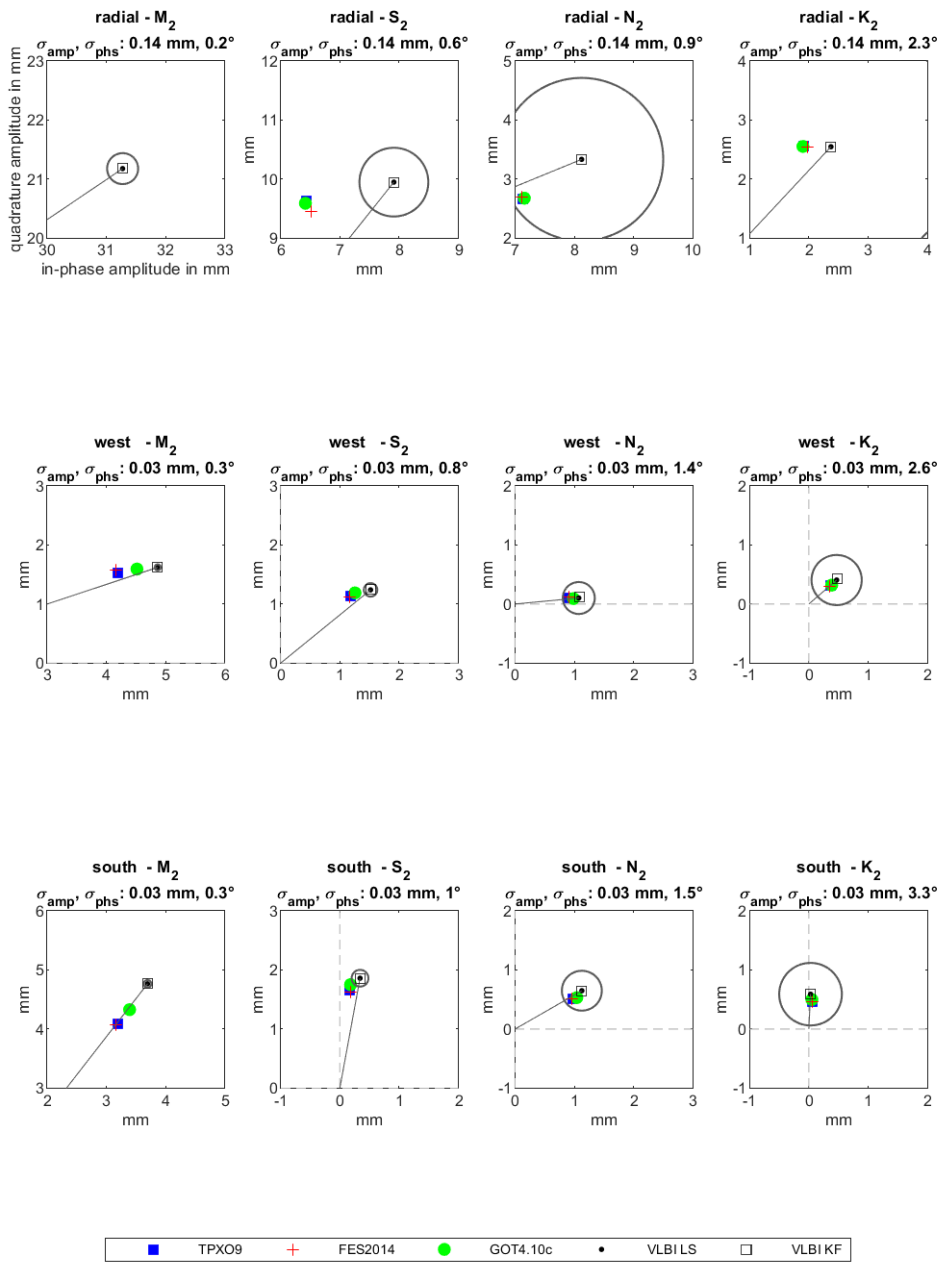 radial - M2
σamp, σphs: 0.14 mm, 0.2°
23
22
21
20
quadrature amplitude in mm
30 31 32 33
in-phase amplitude in mm
radial - S2
σamp, σphs: 0.14 mm, 0.6°
12
11
10
9
mm
6 7 8 9
mm
radial - N2
σamp, σphs: 0.14 mm, 0.9°
5
4
3
2
mm
7 8 9 10
mm
radial - K2
σamp, σphs: 0.14 mm, 2.3°
4
3
2
1
mm
1 2 3 4
mm
west - M2
σamp, σphs: 0.03 mm, 0.3°
3
2
1
0
mm
3 4 5 6
mm
west - S2
σamp, σphs: 0.03 mm, 0.8°
3
2
1
0
mm
0 1 2 3
mm
west - N2
σamp, σphs: 0.03 mm, 1.4°
2
1
0
-1
mm
0 1 2 3
mm
west - K2
σamp, σphs: 0.03 mm, 2.6°
2
1
0
-1
mm
-1 0 1 2
mm
south - M2
σamp, σphs: 0.03 mm, 0.3°
6
5
4
3
mm
2 3 4 5
mm
south - S2
σamp, σphs: 0.03 mm, 1°
3
2
1
0
mm
-1 0 1 2
mm
south - N2
σamp, σphs: 0.03 mm, 1.5°
2
1
0
-1
mm
0 1 2 3
mm
south - K2
σamp, σphs: 0.03 mm, 3.3°
2
1
0
-1
mm
-1 0 1 2
mm
TPXO9 FES2014 GOT4.10c VLBI LS VLBI KF